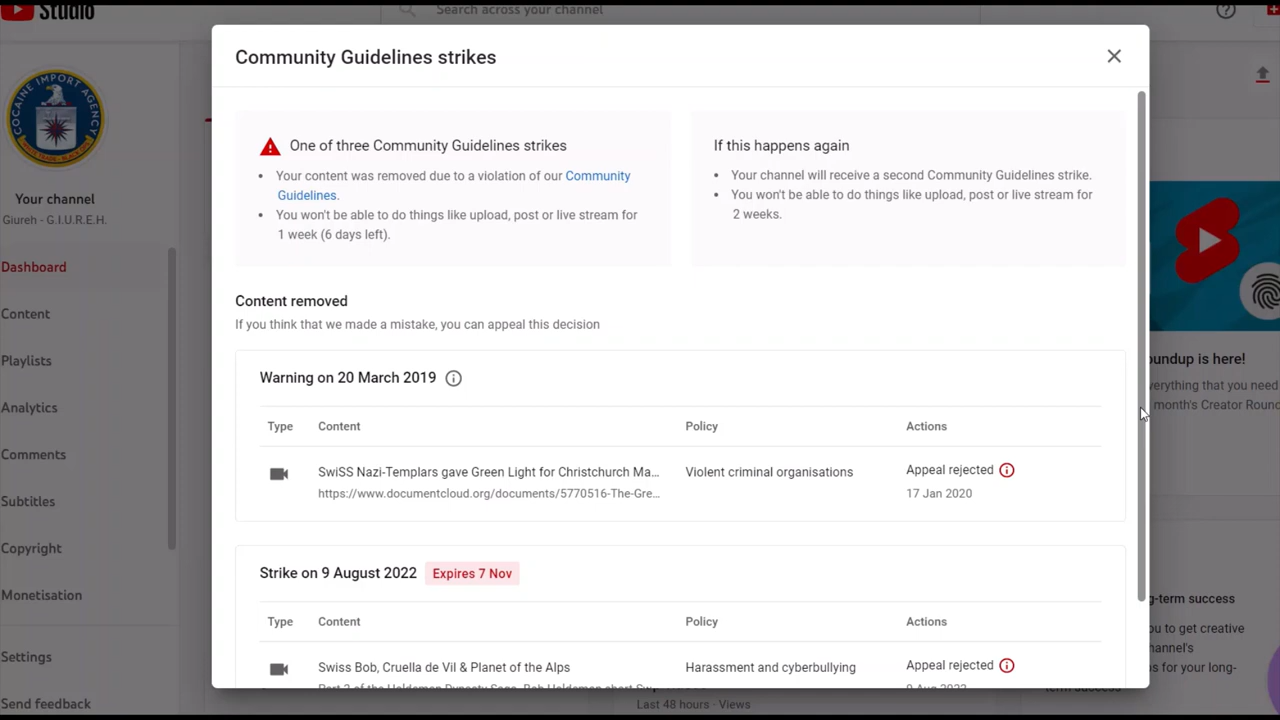 Studio
Search across your channel
Community Guidelines strikes
COCAINE IMPORT AGENCY
Your channel
Giureh - G.I.U.R.E.H.
Dashboard
Content
Playlists
Analytics
Comments
Subtitles
Copyright
Monetisation
Settings
Send feedback
One of three Community Guidelines strikes
Your content was removed due to a violation of our Community
Guidelines.
You won't be able to do things like upload, post or live stream for
1 week (6 days left).
If this happens again
Your channel will receive a second Community Guidelines strike.
You won't be able to do things like upload, post or live stream for
2 weeks.
Content removed
If you think that we made a mistake, you can appeal this decision
Warning on 20 March 2019
Type Content Policy Actions
SwiSS Nazi-Templars gave Green Light for Christchurch Ma... Violent criminal organisations Appeal rejected
https://www.documentcloud.org/documents/5770516-The-Gre... 17 Jan 2020
Strike on 9 August 2022 Expires 7 Nov
Type Content Policy Actions
Swiss Bob, Cruella de Vil & Planet of the Alps Harassment and cyberbullying Appeal rejected
Last 48 hours · Views
oundup is here!
verything that you need
month's Creator Roun
g-term success
ou to get creative
hannel's
s for your long-
term success